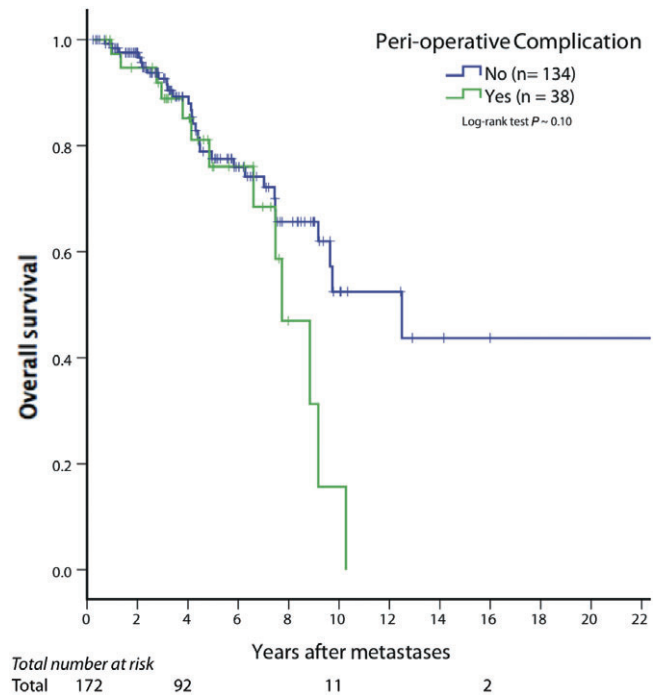 Peri-operative Complication
No (n= 134)
Yes (n = 38)
Log-rank test P ~ 0.10
Overall survival
1.0
0.8
0.6
0.4
0.2
0.0
0 2 4 6 8 10 12 14 16 18 20 22
Years after metastases
Total number at risk
Total 172 92 11 2